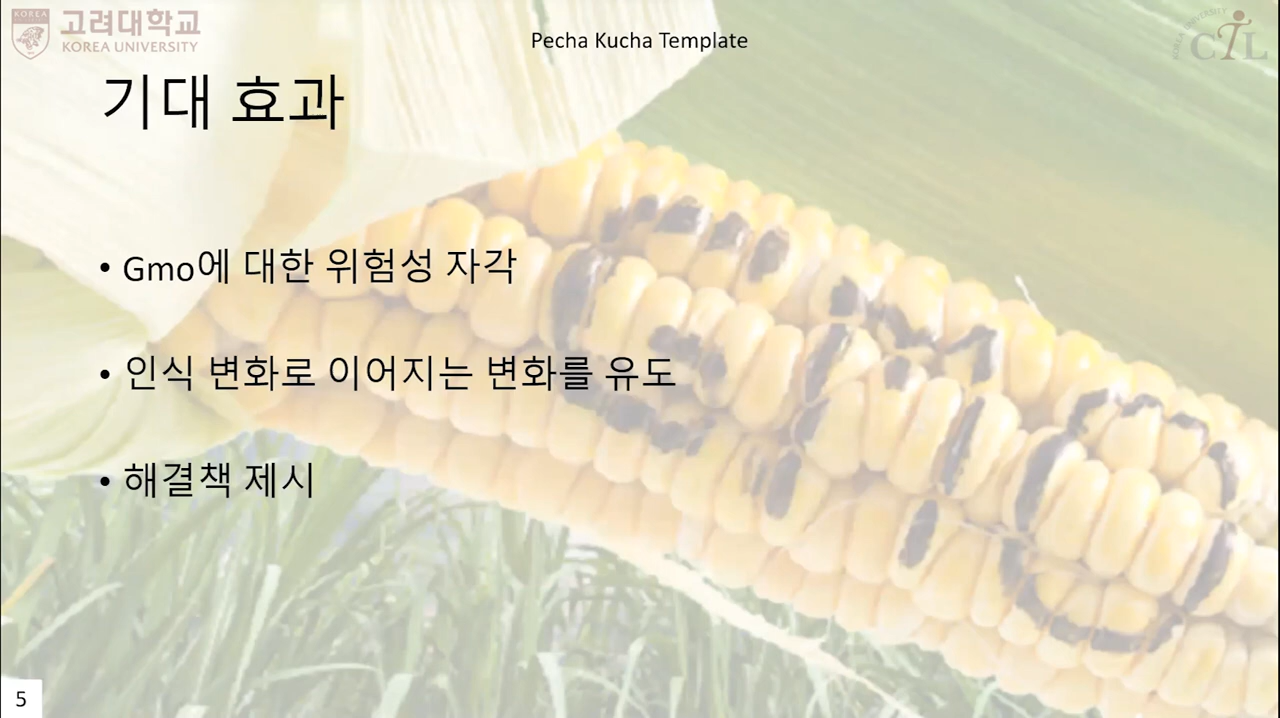 KOREA
고려대학교
KOREA UNIVERSITY
Pecha Kucha Template
KOREA UNIVERSITY
CTL
기대 효과
• Gmo에 대한 위험성 자각
• 인식 변화로 이어지는 변화를 유도
• 해결책 제시
5